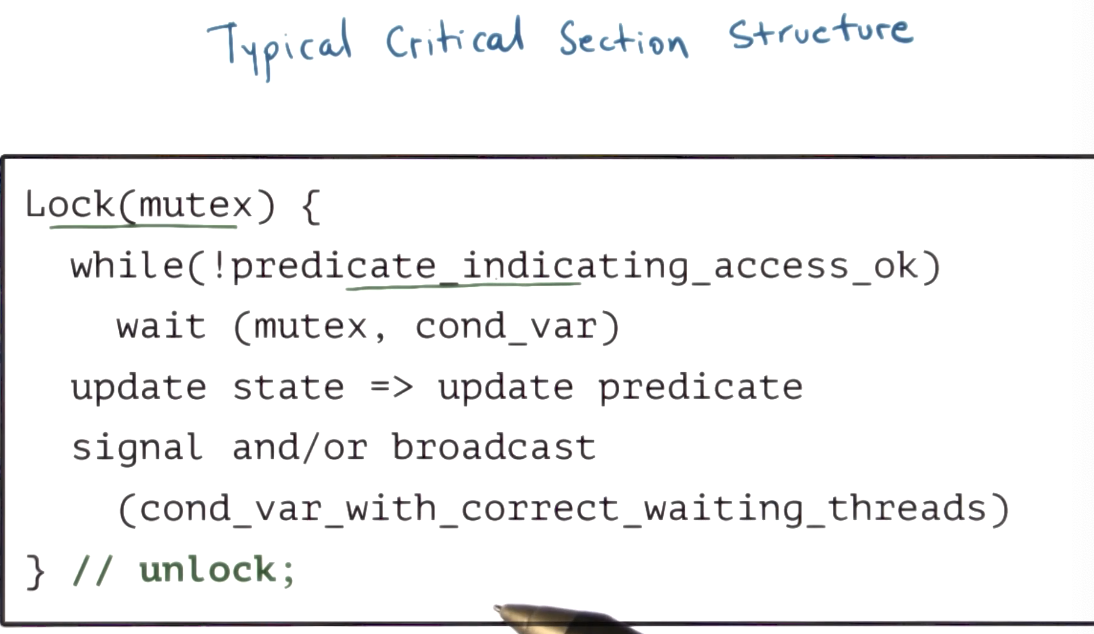 Typical Critical Section Structure
Lock(mutex) {
while(!predicate_indicating_access_ok)
wait (mutex, cond_var)
update state => update predicate
signal and/or broadcast
(cond_var_with_correct_waiting_threads)
} // unlock;